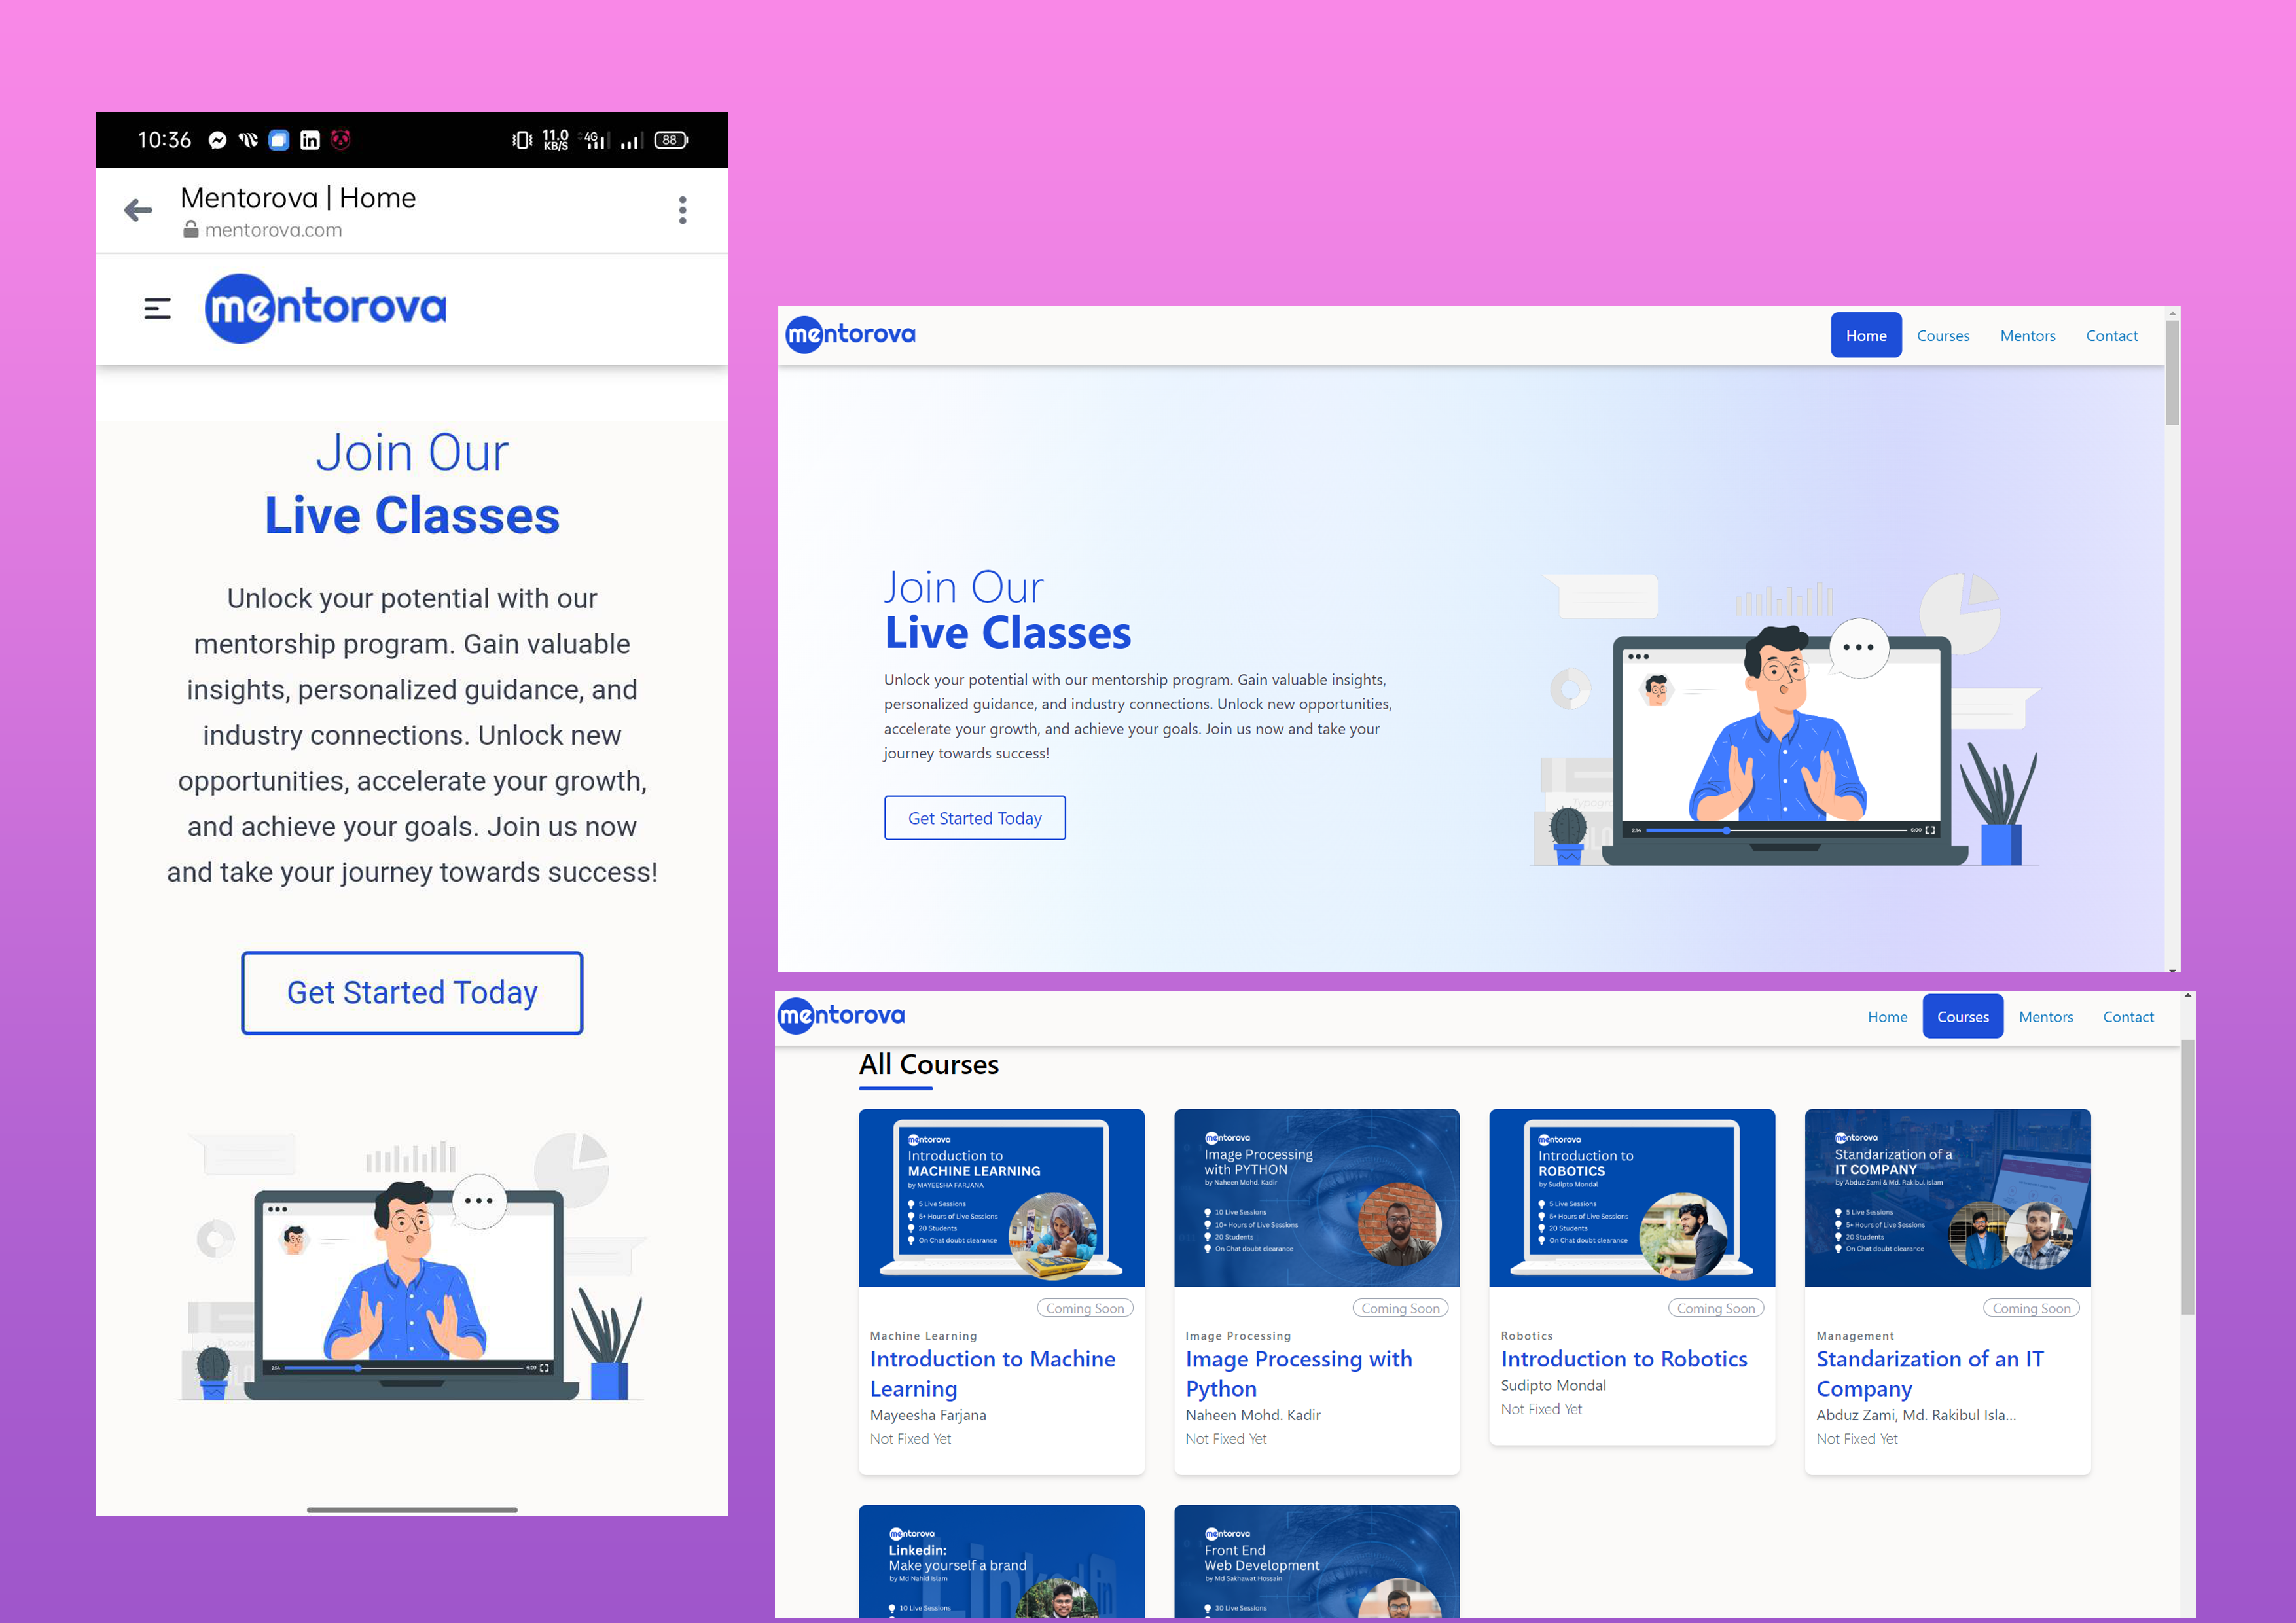 10:36
11.0
KB/S
4G
88
Mentorova | Home
mentorova.com
mentorova
Join Our
Live Classes
Unlock your potential with our
mentorship program. Gain valuable
insights, personalized guidance, and
industry connections. Unlock new
opportunities, accelerate your growth,
and achieve your goals. Join us now
and take your journey towards success!
Get Started Today
mentorova
Home
Courses
Mentors
Contact
Join Our
Live Classes
Unlock your potential with our mentorship program. Gain valuable insights,
personalized guidance, and industry connections. Unlock new opportunities,
accelerate your growth, and achieve your goals. Join us now and take your
journey towards success!
Get Started Today
mentorova
Home
Courses
Mentors
Contact
All Courses
mentorova
Introduction to
MACHINE LEARNING
by MAYEESHA FARJANA
5 Live Sessions
5+ Hours of Live Sessions
20 Students
On Chat doubt clearance
Coming Soon
Machine Learning
Introduction to Machine
Learning
Mayeesha Farjana
Not Fixed Yet
mentorova
Image Processing
with PYTHON
by Naheen Mohd. Kadir
10 Live Sessions
10+ Hours of Live Sessions
20 Students
On Chat doubt clearance
Coming Soon
Image Processing
Image Processing with
Python
Naheen Mohd. Kadir
Not Fixed Yet
mentorova
Introduction to
ROBOTICS
by Sudipto Mondal
5 Live Sessions
5+ Hours of Live Sessions
20 Students
On Chat doubt clearance
Coming Soon
Robotics
Introduction to Robotics
Sudipto Mondal
Not Fixed Yet
mentorova
Standarization of a
IT COMPANY
by Abduz Zami & Md. Rakibul Islam
5 Live Sessions
5+ Hours of Live Sessions
20 Students
On Chat doubt clearance
Coming Soon
Management
Standarization of an IT
Company
Abduz Zami, Md. Rakibul Isla...
Not Fixed Yet
mentorova
Linkedin:
Make yourself a brand
by Md Nahid Islam
10 Live Sessions
mentorova
Front End
Web Development
by Md Sakhawat Hossain
30 Live Sessions